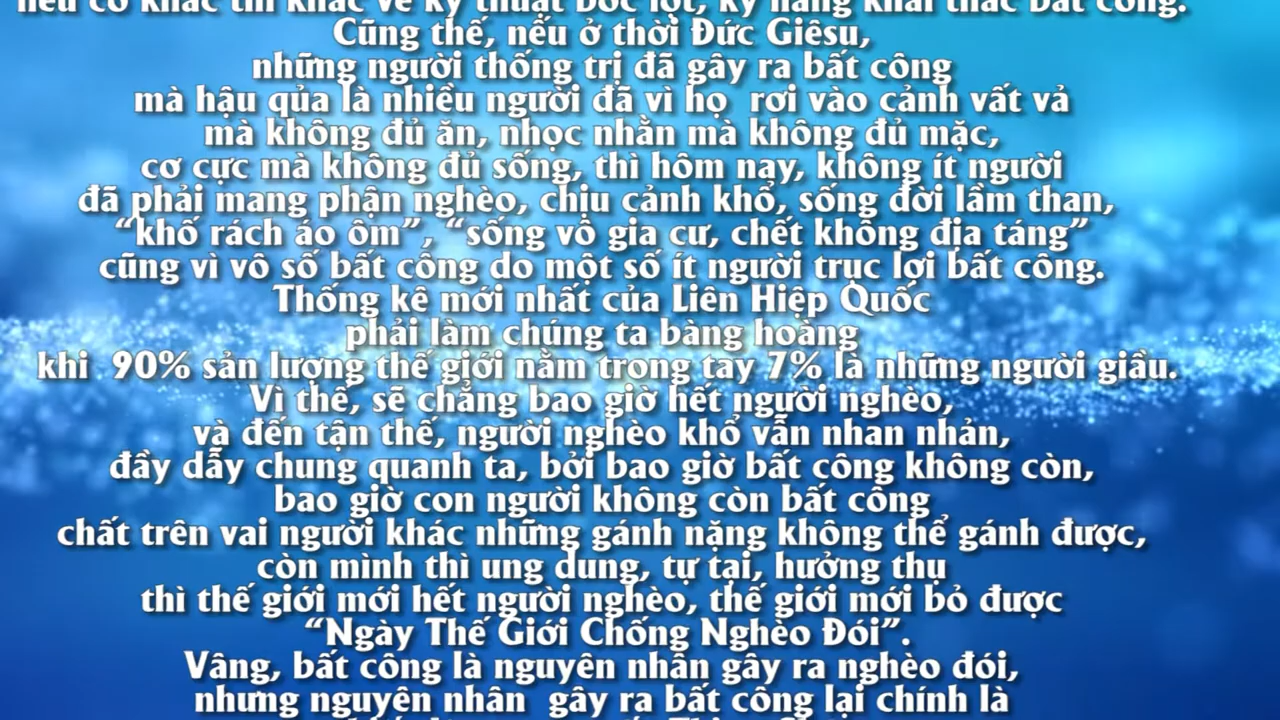 nếu có khác thì khác về kỹ thuật bóc lột, kỹ năng khai thác bất công.
Cũng thế, nếu ở thời Đức Giêsu,
những người thống trị đã gây ra bất công
mà hậu qủa là nhiều người đã vì họ rơi vào cảnh vất vả
mà không đủ ăn, nhọc nhằn mà không đủ mặc,
cơ cực mà không đủ sống, thì hôm nay, không ít người
đã phải mang phận nghèo, chịu cảnh khổ, sống đời lầm than,
“khố rách áo ôm”, “sống vô gia cư, chết không địa táng”
cũng vì vô số bất công do một số ít người trục lợi bất công.
Thống kê mới nhất của Liên Hiệp Quốc
phải làm chúng ta bàng hoàng
khi 90% sản lượng thế giới nằm trong tay 7% là những người giầu.
Vì thế, sẽ chẳng bao giờ hết người nghèo,
và đến tận thế, người nghèo khổ vẫn nhan nhản,
đầy dẫy chung quanh ta, bởi bao giờ bất công không còn,
bao giờ con người không còn bất công
chất trên vai người khác những gánh nặng không thể gánh được,
còn mình thì ung dung, tự tại, hưởng thụ
thì thế giới mới hết người nghèo, thế giới mới bỏ được
“Ngày Thế Giới Chống Nghèo Đói”.
Vâng, bất công là nguyên nhân gây ra nghèo đói,
nhưng nguyên nhân gây ra bất công lại chính là